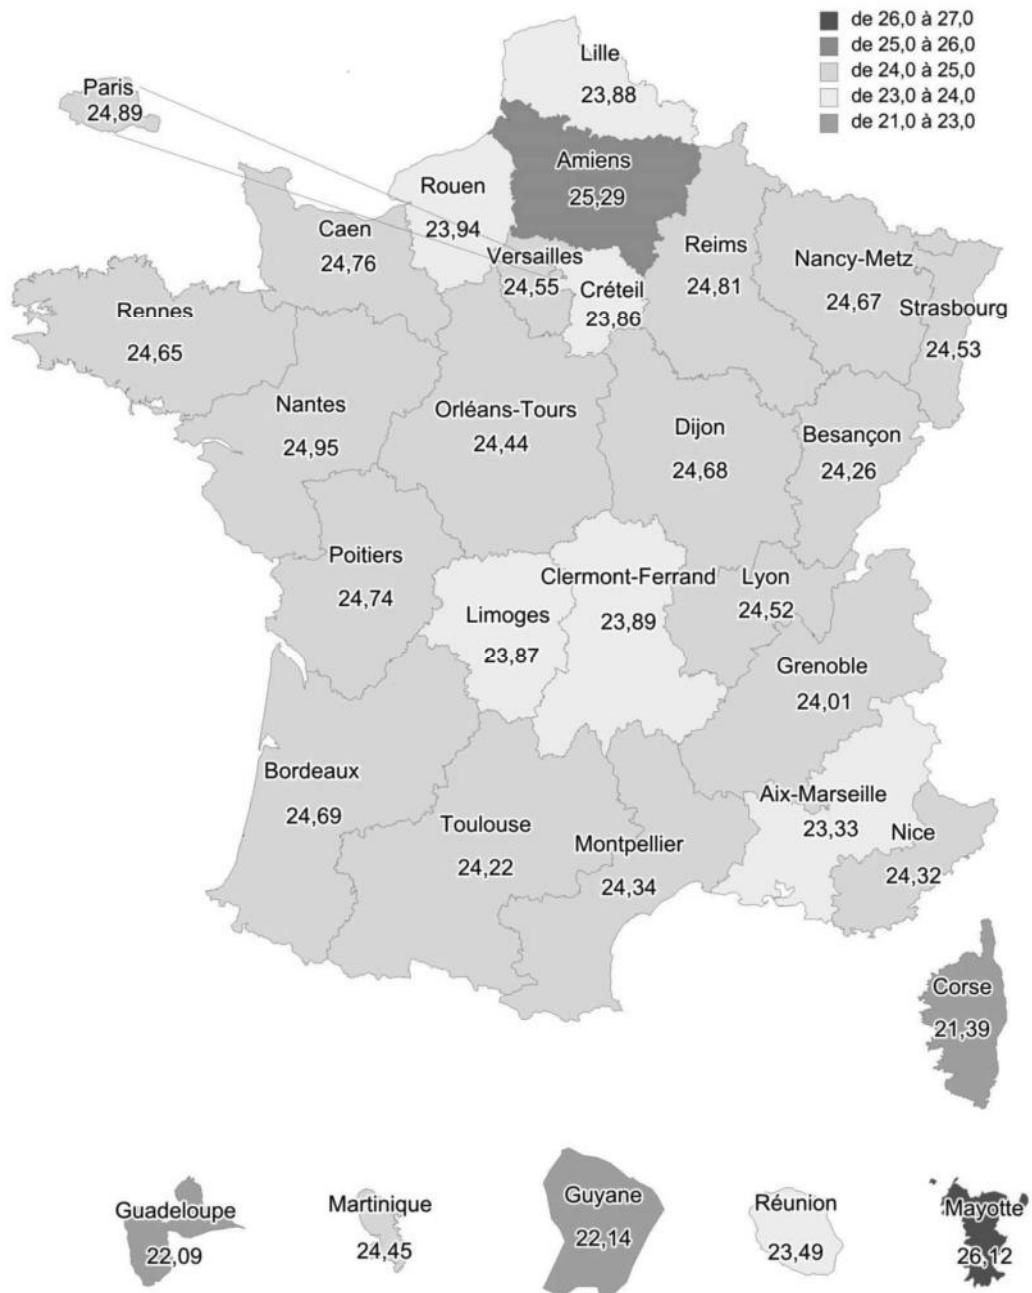 de 26,0 à 27,0
de 25,0 à 26,0
de 24,0 à 25,0
de 23,0 à 24,0
de 21,0 à 23,0
Lille
23,88
Paris
24,89
Amiens
25,29
Rouen
23,94
Caen
24,76
Versailles
24,55
Créteil
23,86
Reims
24,81
Nancy-Metz
24,67
Strasbourg
24,53
Rennes
24,65
Nantes
24,95
Orléans-Tours
24,44
Dijon
24,68
Besançon
24,26
Poitiers
24,74
Limoges
23,87
Clermont-Ferrand
23,89
Lyon
24,52
Grenoble
24,01
Bordeaux
24,69
Toulouse
24,22
Montpellier
24,34
Aix-Marseille
23,33
Nice
24,32
Corse
21,39
Guadeloupe
22,09
Martinique
24,45
Guyane
22,14
Réunion
23,49
Mayotte
26,12